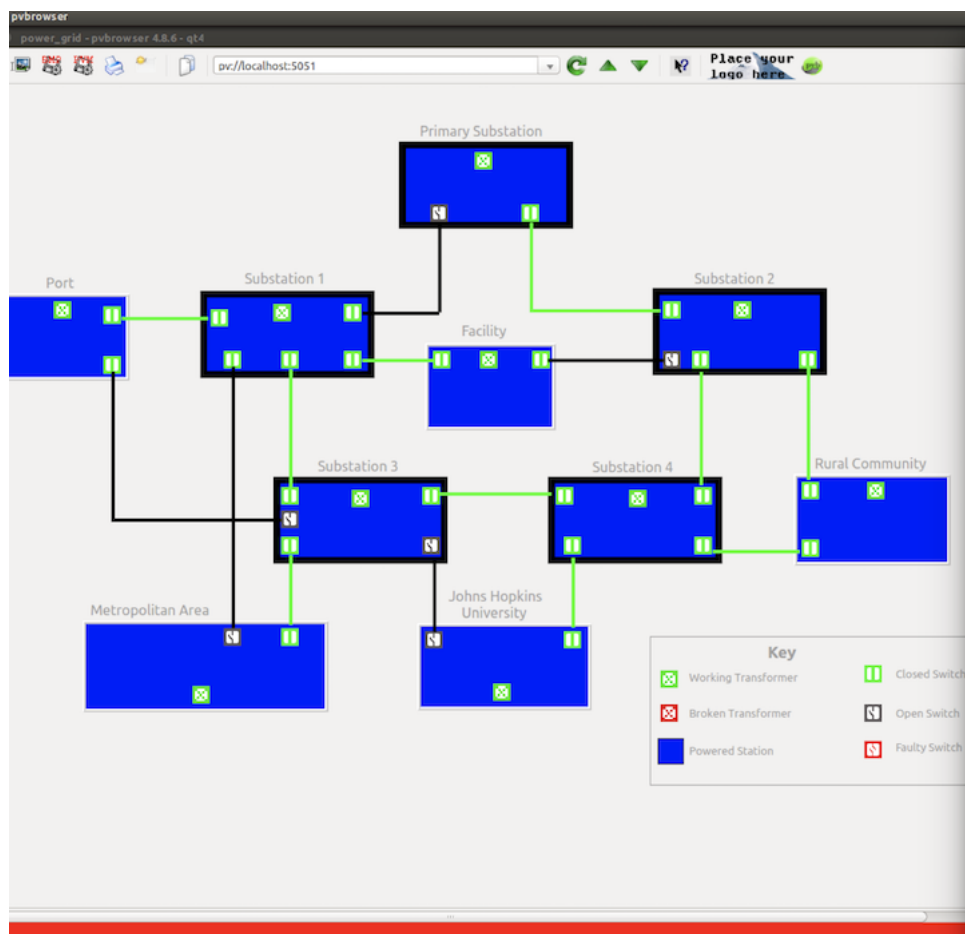 pvbrowser
power_grid - pvbrowser 4.8.6 - qt4
pv://localhost:5051
Place your
logo here
Primary Substation
Port
Substation 1
Substation 2
Facility
Substation 3
Substation 4
Rural Community
Metropolitan Area
Johns Hopkins
University
Key
Working Transformer
Closed Switch
Broken Transformer
Open Switch
Powered Station
Faulty Switch